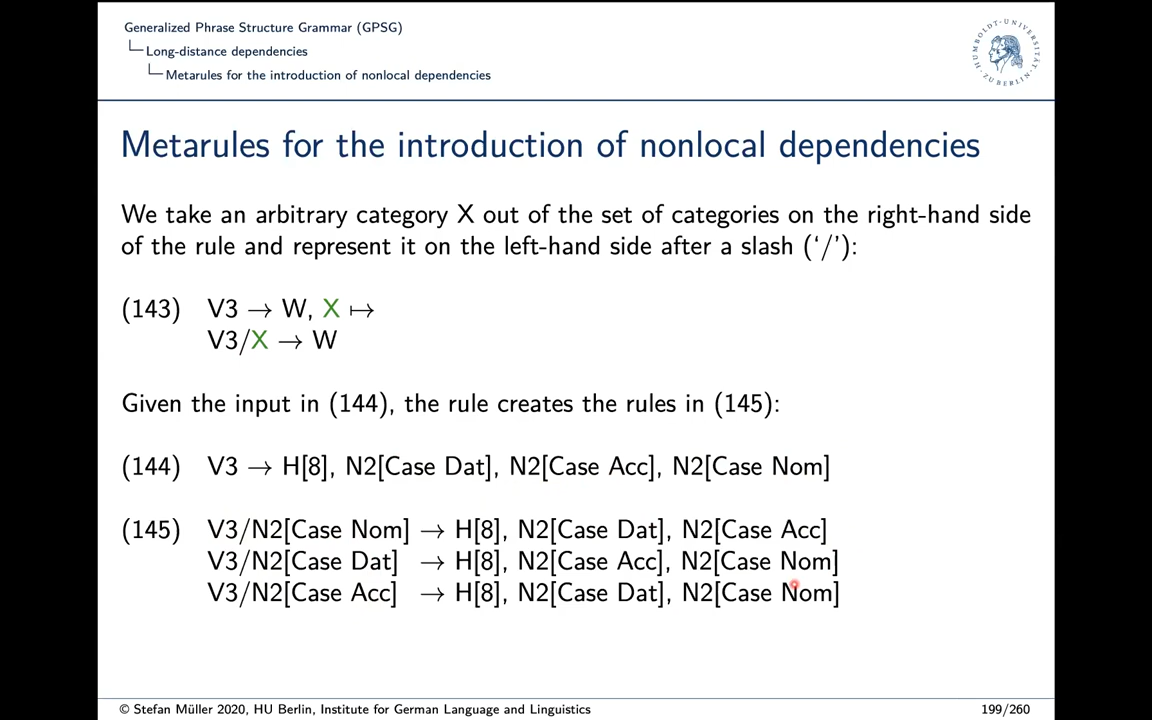 Generalized Phrase Structure Grammar (GPSG)
Long-distance dependencies
Metarules for the introduction of nonlocal dependencies
HUMBOLDT-UNIVERSITÄT ZU BERLIN
Metarules for the introduction of nonlocal dependencies
We take an arbitrary category X out of the set of categories on the right-hand side
of the rule and represent it on the left-hand side after a slash (‘/’):
(143) V3 → W, X ↦
V3/X → W
Given the input in (144), the rule creates the rules in (145):
(144) V3 → H[8], N2[Case Dat], N2[Case Acc], N2[Case Nom]
(145) V3/N2[Case Nom] → H[8], N2[Case Dat], N2[Case Acc]
V3/N2[Case Dat] → H[8], N2[Case Acc], N2[Case Nom]
V3/N2[Case Acc] → H[8], N2[Case Dat], N2[Case Nom]
© Stefan Müller 2020, HU Berlin, Institute for German Language and Linguistics 199/260